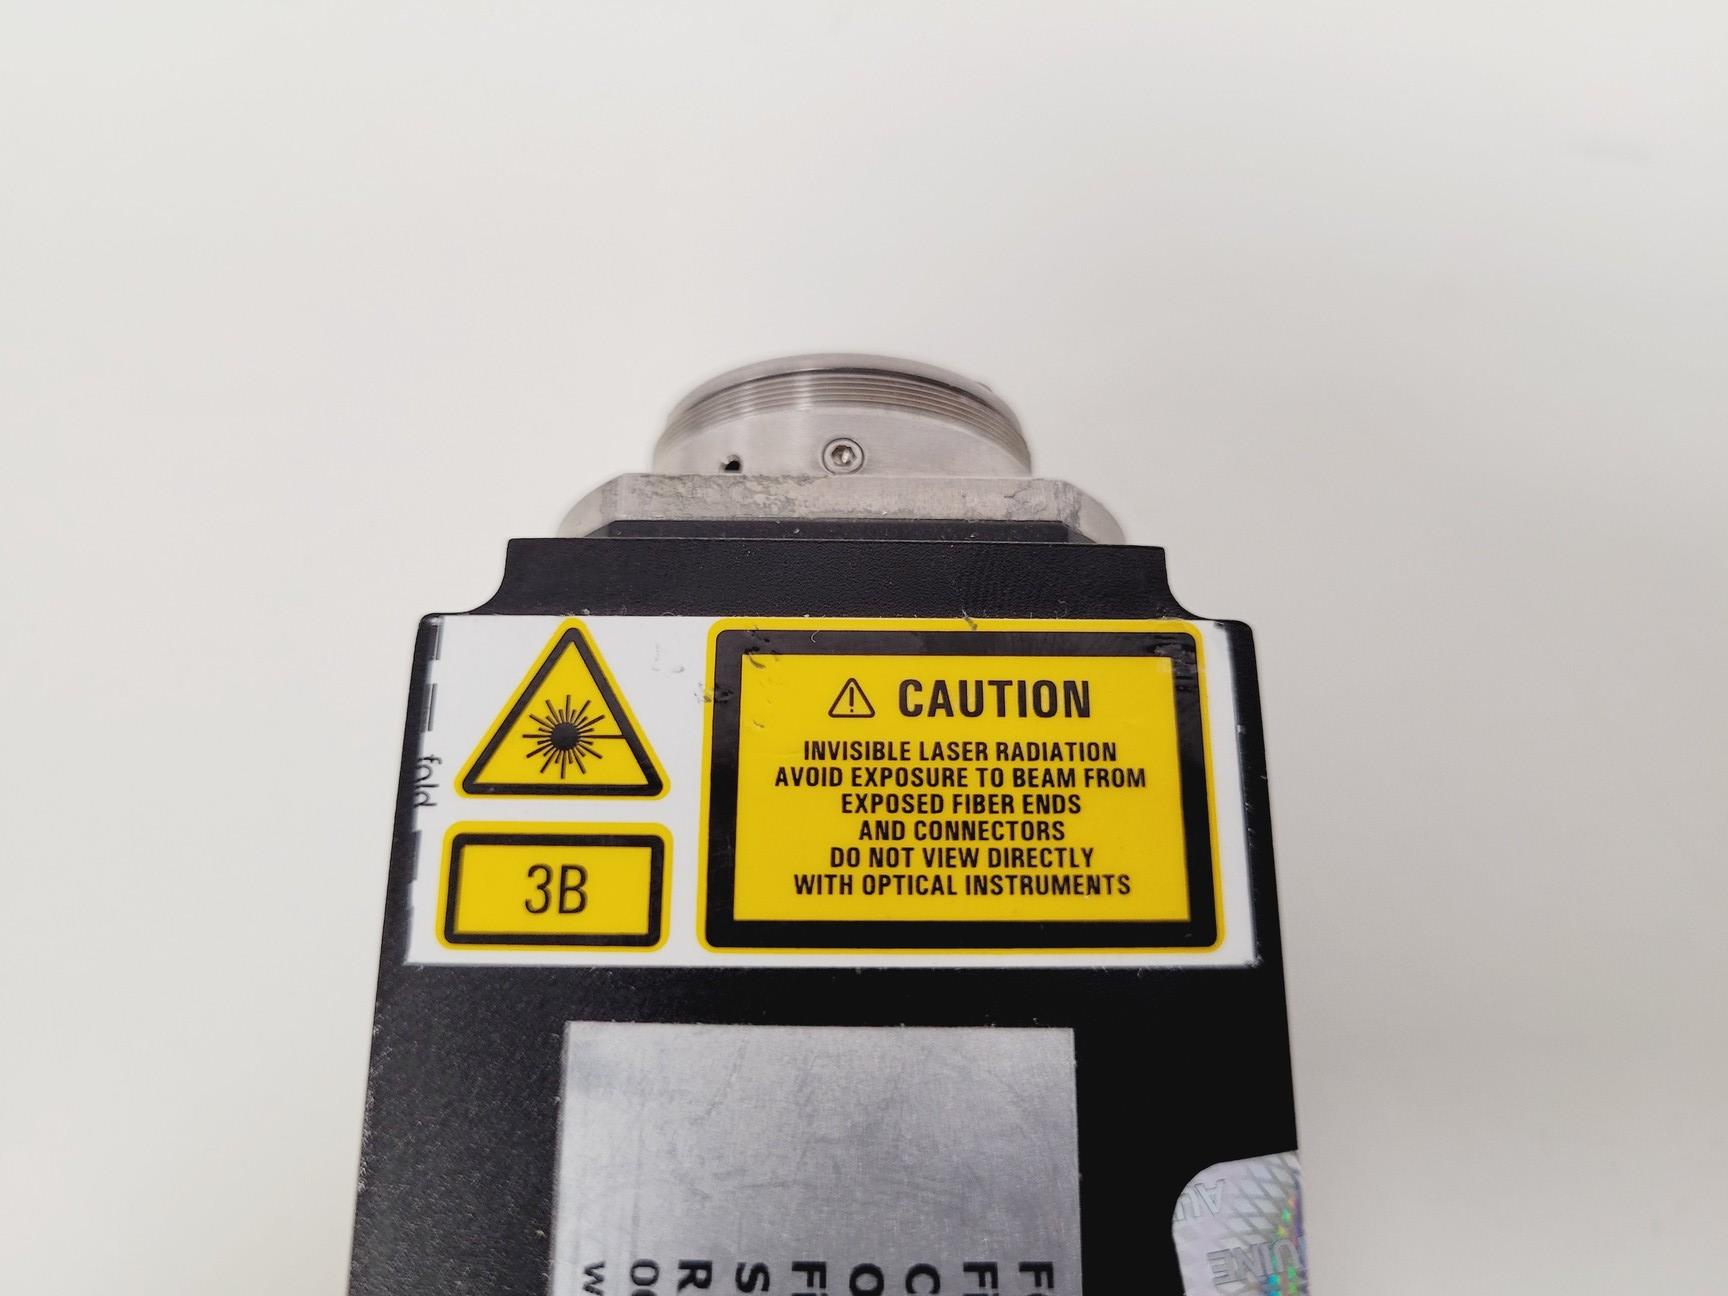 fold
3B
CAUTION
INVISIBLE LASER RADIATION
AVOID EXPOSURE TO BEAM FROM
EXPOSED FIBER ENDS
AND CONNECTORS
DO NOT VIEW DIRECTLY
WITH OPTICAL INSTRUMENTS